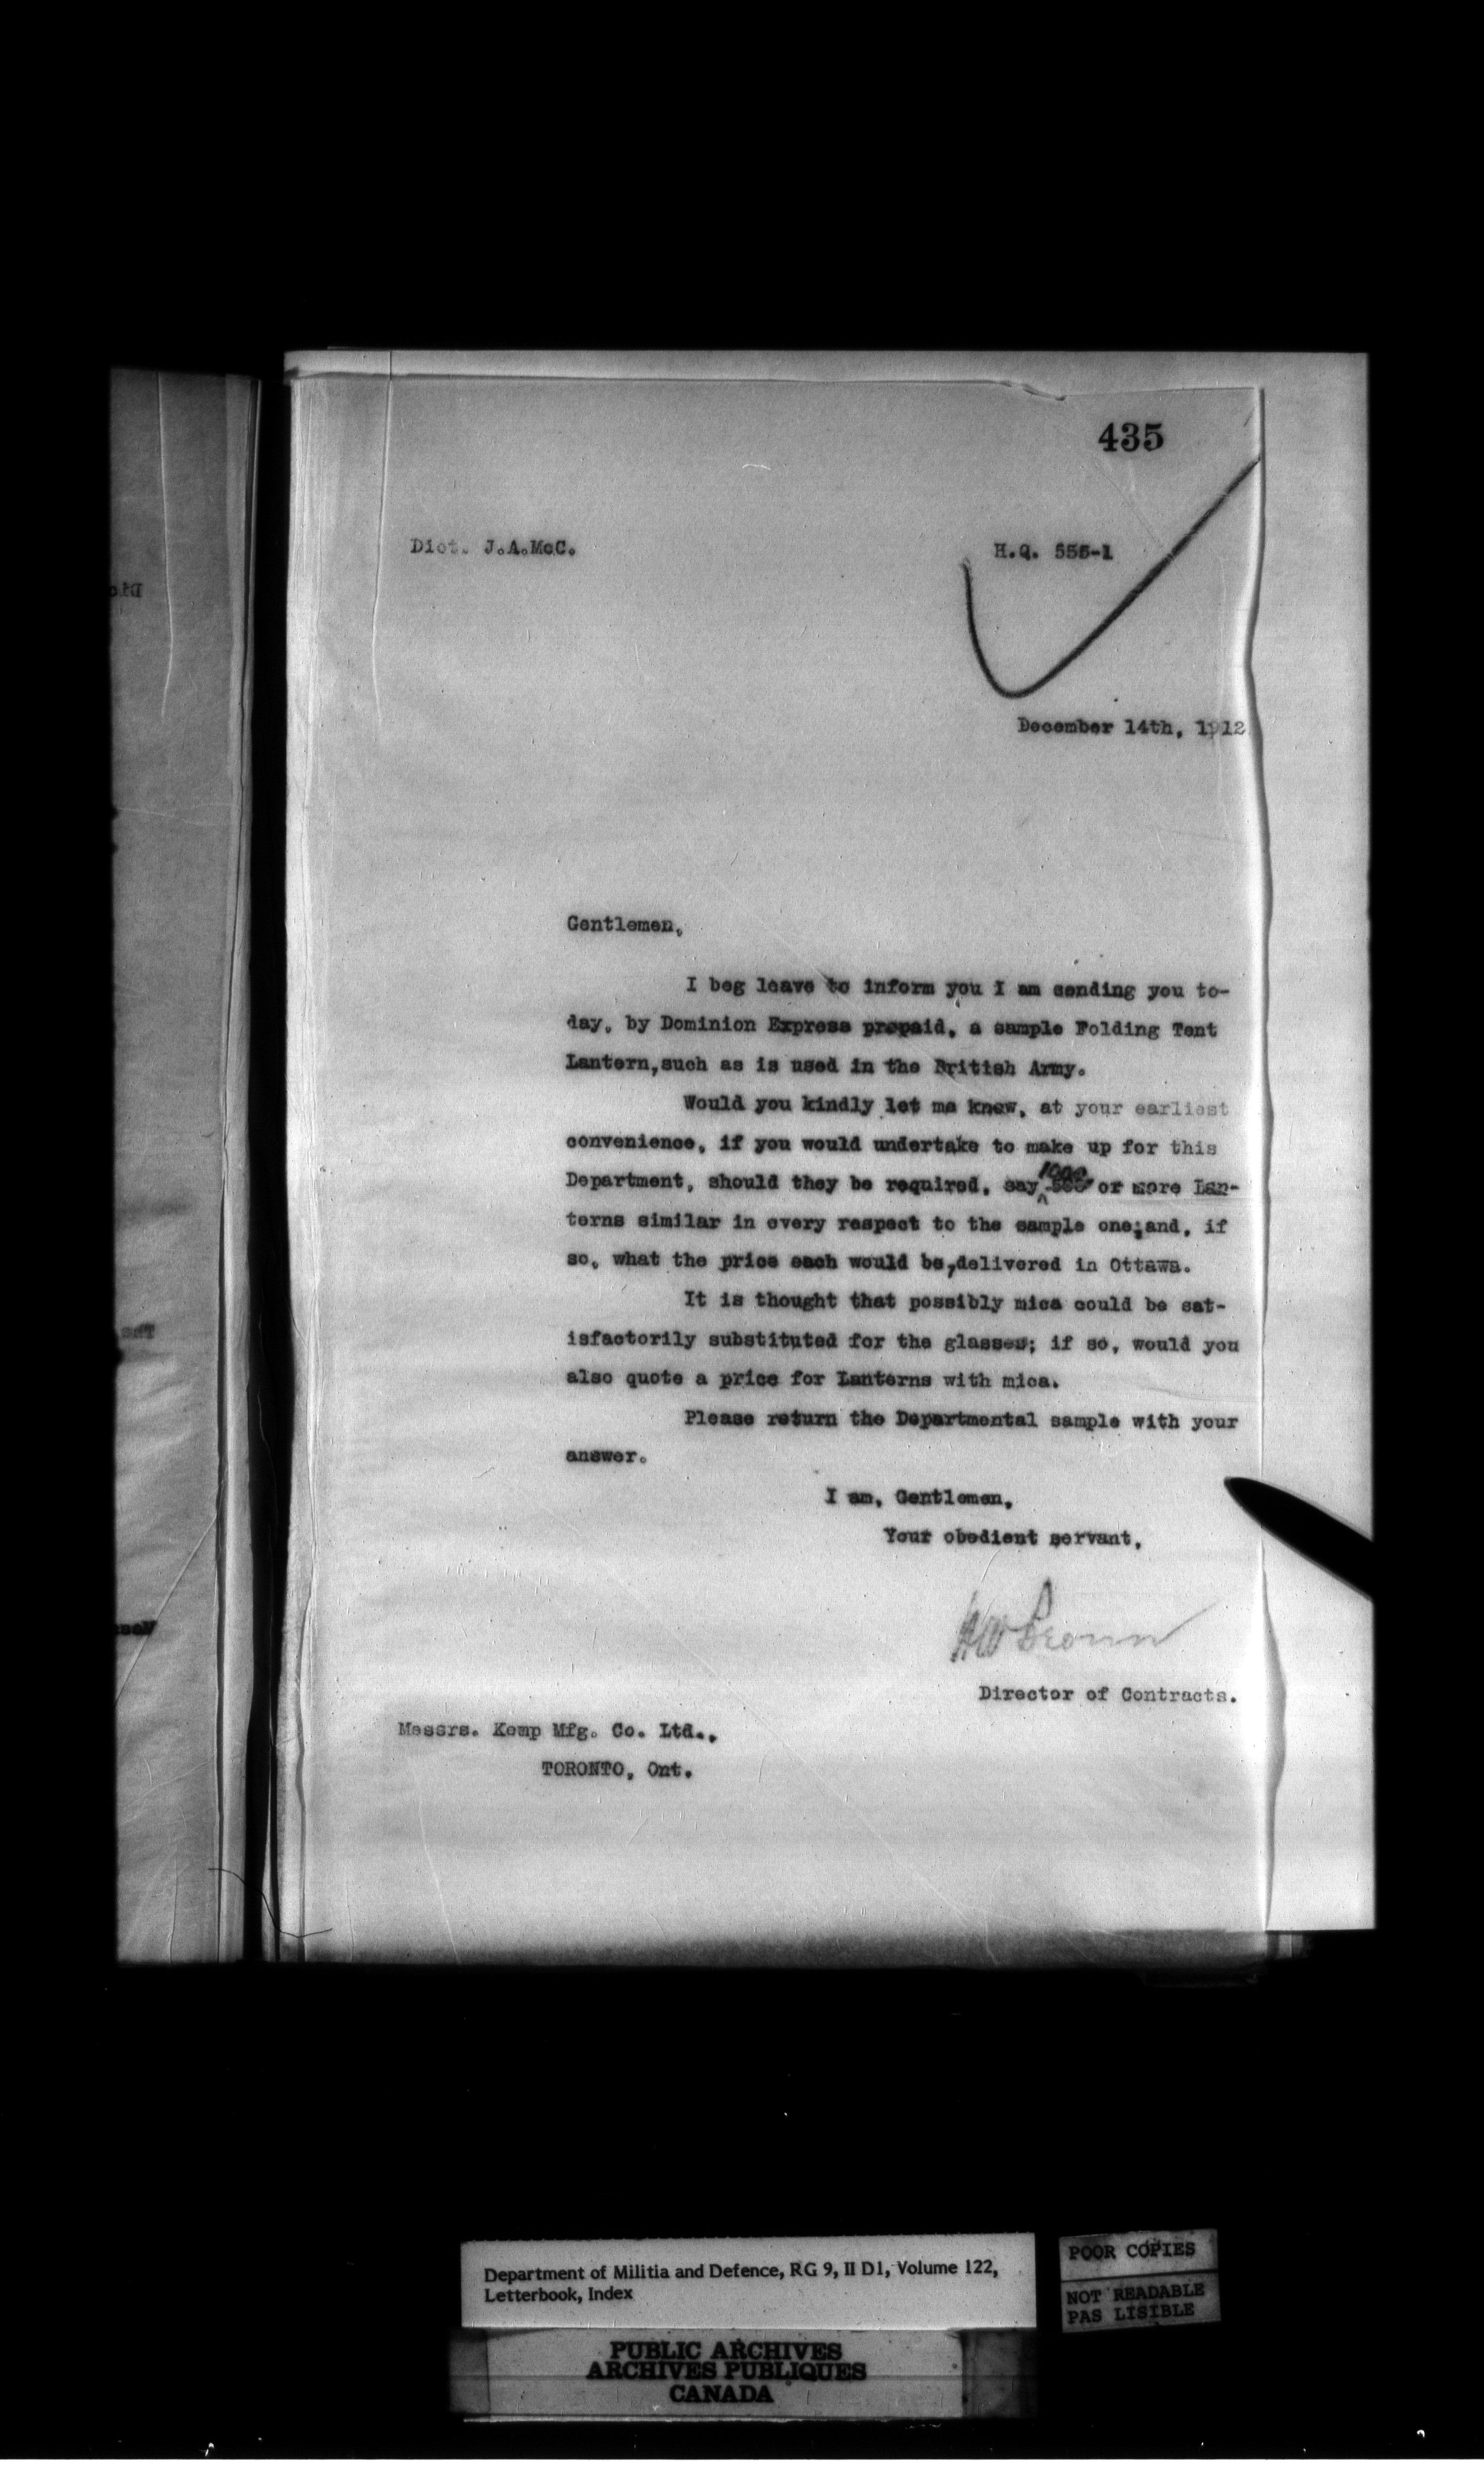 435
Dict. J.A.McC.
H.Q. 555-1
December 14th, 1912
Gentlemen,
I beg leave to inform you I am sending you to-
day, by Dominion Express prepaid, a sample Folding Tent
Lantern,such as is used in the British Army.
Would you kindly let me know, at your earliest
convenience, if you would undertake to make up for this
Department, should they be required, say 1000 or more Lan-
terns similar in every respect to the sample one;and, if
so, what the price each would be,delivered in Ottawa.
It is thought that possibly mica could be sat-
isfactorily substituted for the glasses; if so, would you
also quote a price for Lanterns with mica.
Please return the Departmental sample with your
answer.
I am, Gentlemen,
Your obedient servant,
HW Brown
Director of Contracts.
Messrs. Kemp Mfg. Co. Ltd.,
TORONTO, Ont.
Department of Militia and Defence, RG 9, II D1, Volume 122,
Letterbook, Index
POOR COPIES
NOT READABLE
PAS LISIBLE
PUBLIC ARCHIVES
ARCHIVES PUBLIQUES
CANADA